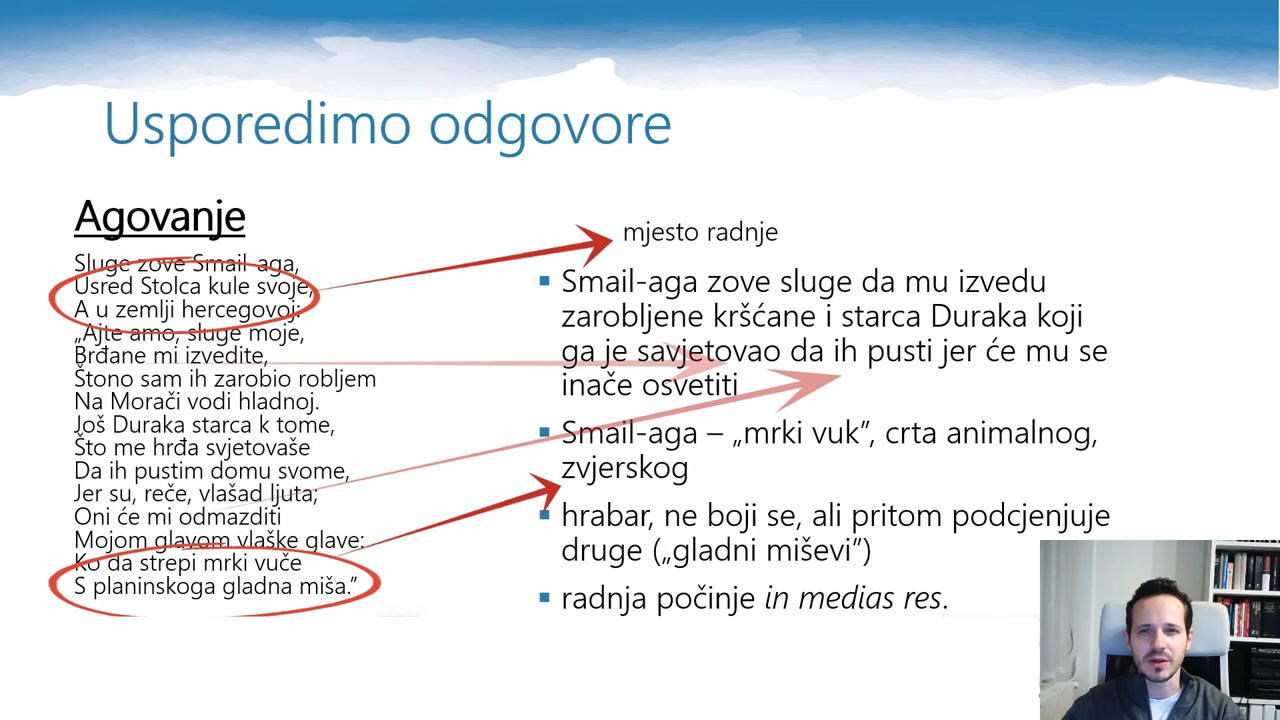 Usporedimo odgovore
Agovanje
Sluge zove Smail-aga,
Usred Stolca kule svoje,
A u zemlji hercegovoj:
„Ajte amo, sluge moje,
Brđane mi izvedite,
Štono sam ih zarobio robljem
Na Morači vodi hladnoj.
Još Duraka starca k tome,
Što me hrđa svjetovaše
Da ih pustim domu svome,
Jer su, reče, vlašad ljuta;
Oni će mi odmazditi
Mojom glavom vlaške glave:
Ko da strepi mrki vuče
S planinskoga gladna miša.”
mjesto radnje
▪ Smail-aga zove sluge da mu izvedu
zarobljene kršćane i starca Duraka koji
ga je savjetovao da ih pusti jer će mu se
inače osvetiti
▪ Smail-aga – „mrki vuk”, crta animalnog,
zvjerskog
▪ hrabar, ne boji se, ali pritom podcjenjuje
druge („gladni miševi”)
▪ radnja počinje in medias res.